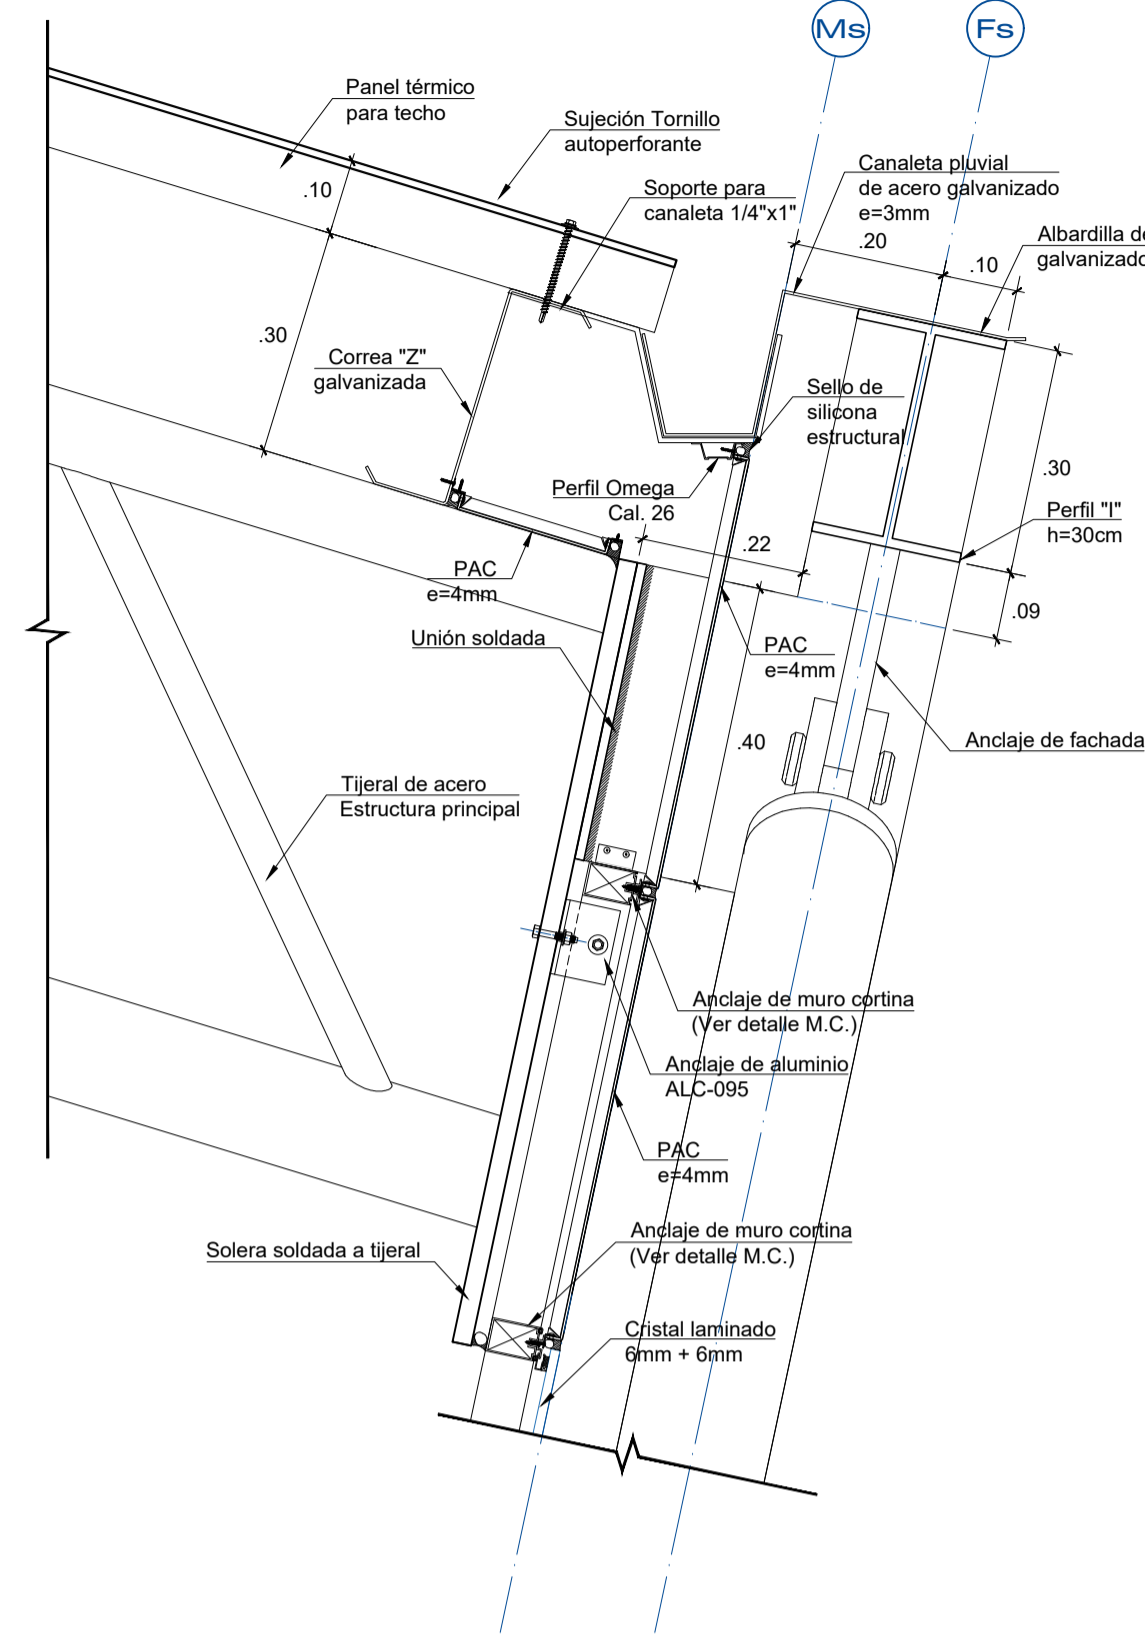 Ms
Fs
Panel térmico
para techo
Sujeción Tornillo
autoperforante
Soporte para
canaleta 1/4"x1"
Canaleta pluvial
de acero galvanizado
e=3mm
Albardilla de
galvanizado
.10
.20
.10
.30
Correa "Z"
galvanizada
Sello de
silicona
estructural
.30
Perfil Omega
Cal. 26
Perfil "I"
h=30cm
.22
PAC
e=4mm
.09
Unión soldada
PAC
e=4mm
.40
Anclaje de fachada
Tijeral de acero
Estructura principal
Anclaje de muro cortina
(Ver detalle M.C.)
Anclaje de aluminio
ALC-095
PAC
e=4mm
Solera soldada a tijeral
Anclaje de muro cortina
(Ver detalle M.C.)
Cristal laminado
6mm + 6mm